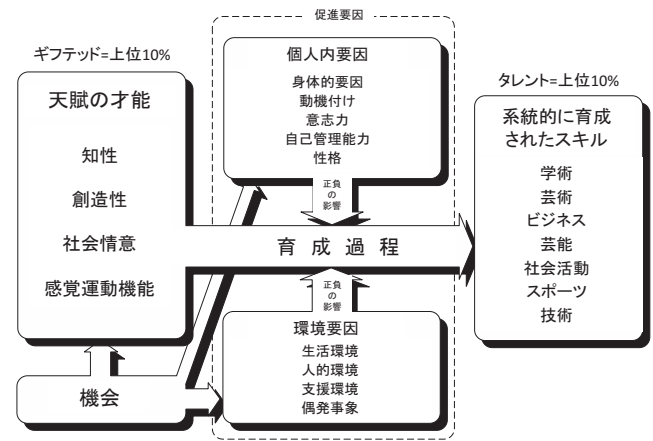 促進要因
ギフテッド=上位10%
天賦の才能
知性
創造性
社会情意
感覚運動機能
機会
個人内要因
身体的要因
動機付け
意志力
自己管理能力
性格
正負
の
影響
育成過程
正負
の
影響
環境要因
生活環境
人的環境
支援環境
偶発事象
タレント=上位10%
系統的に育成
されたスキル
学術
芸術
ビジネス
芸能
社会活動
スポーツ
技術